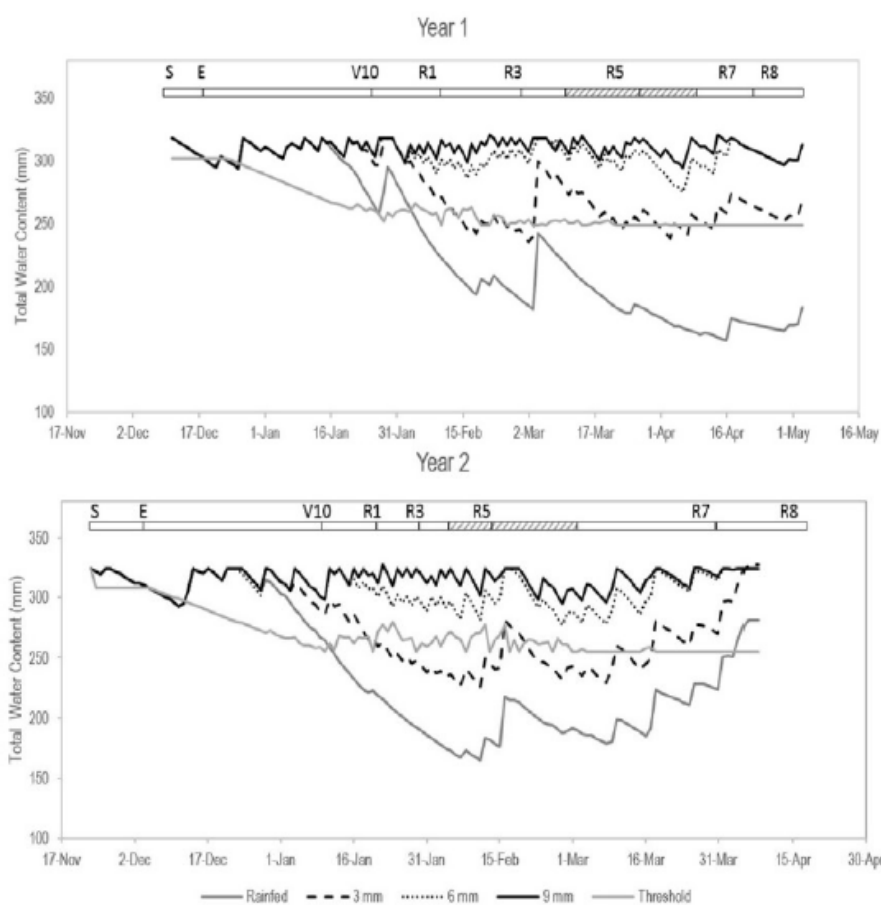 Year 1
S E V10 R1 R3 R5 R7 R8
Total Water Content (mm)
350
300
250
200
150
100
17-Nov 2-Dec 17-Dec 1-Jan 16-Jan 31-Jan 15-Feb 2-Mar 17-Mar 1-Apr 16-Apr 1-May 16-May
Year 2
S E V10 R1 R3 R5 R7 R8
Total Water Content (mm)
350
300
250
200
150
100
17-Nov 2-Dec 17-Dec 1-Jan 16-Jan 31-Jan 15-Feb 1-Mar 16-Mar 31-Mar 15-Apr 30-Apr
Rainfed 3 mm 6 mm 9 mm Threshold